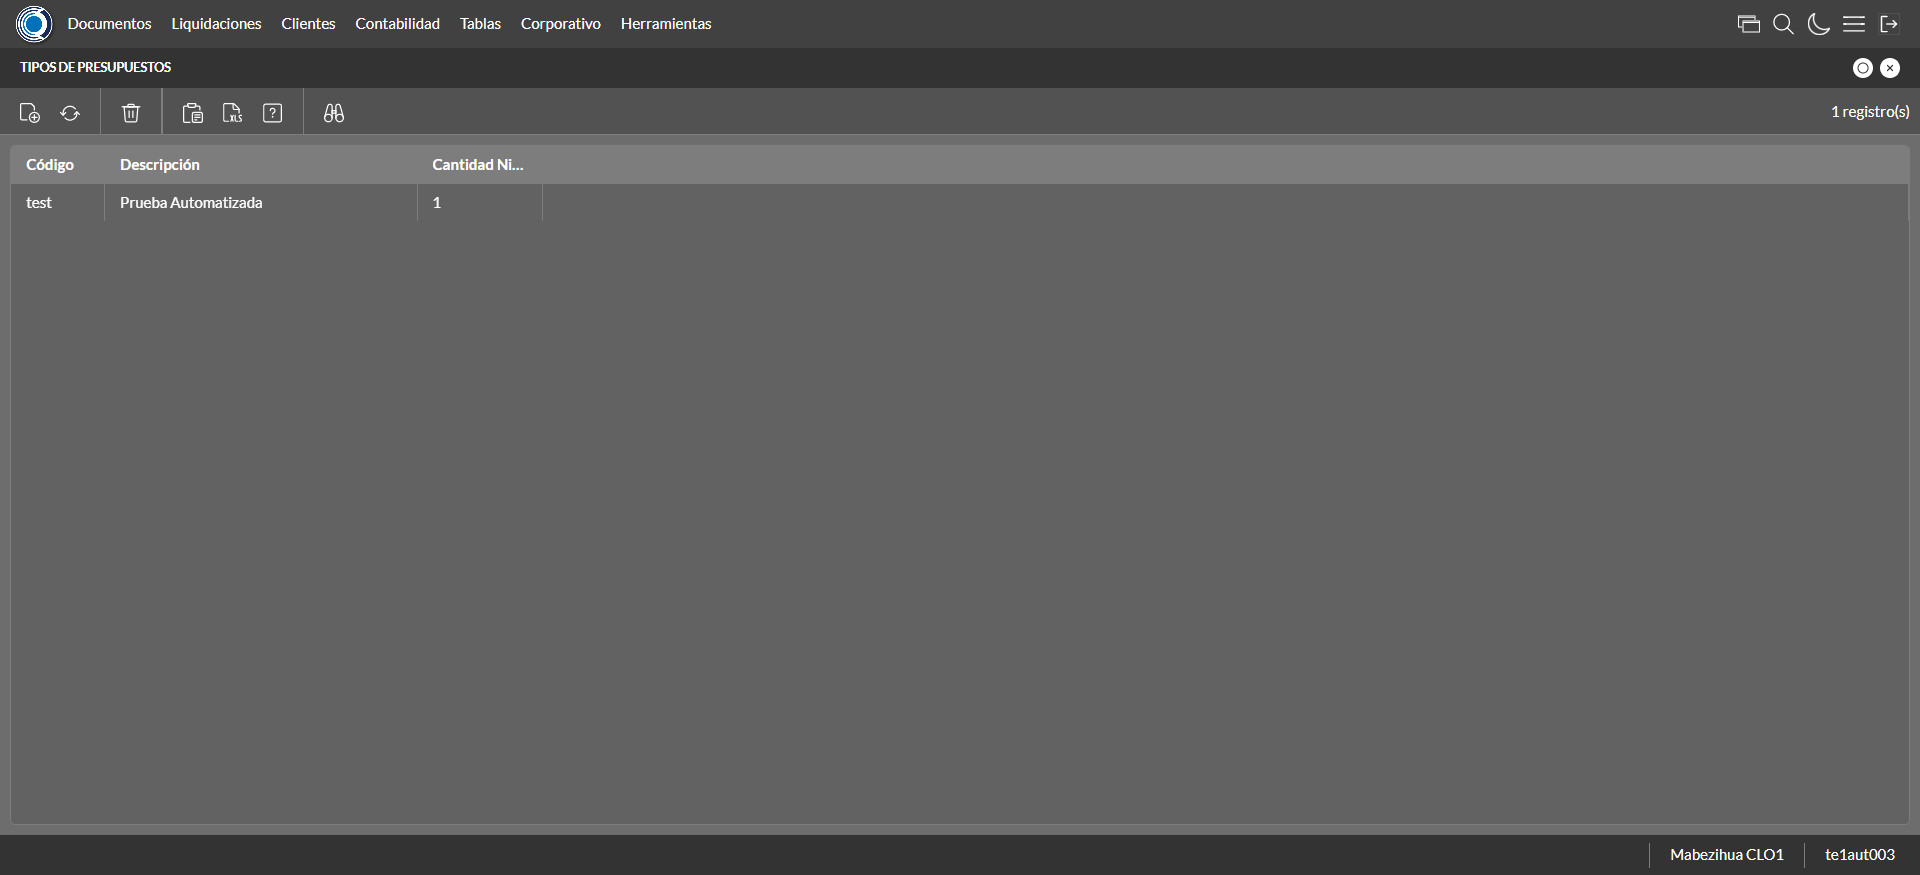 Documentos Liquidaciones Clientes Contabilidad Tablas Corporativo Herramientas
TIPOS DE PRESUPUESTOS
XLS ? 1 registro(s)
Código Descripción Cantidad Ni...
test Prueba Automatizada 1
Mabezihua CLO1 te1aut003